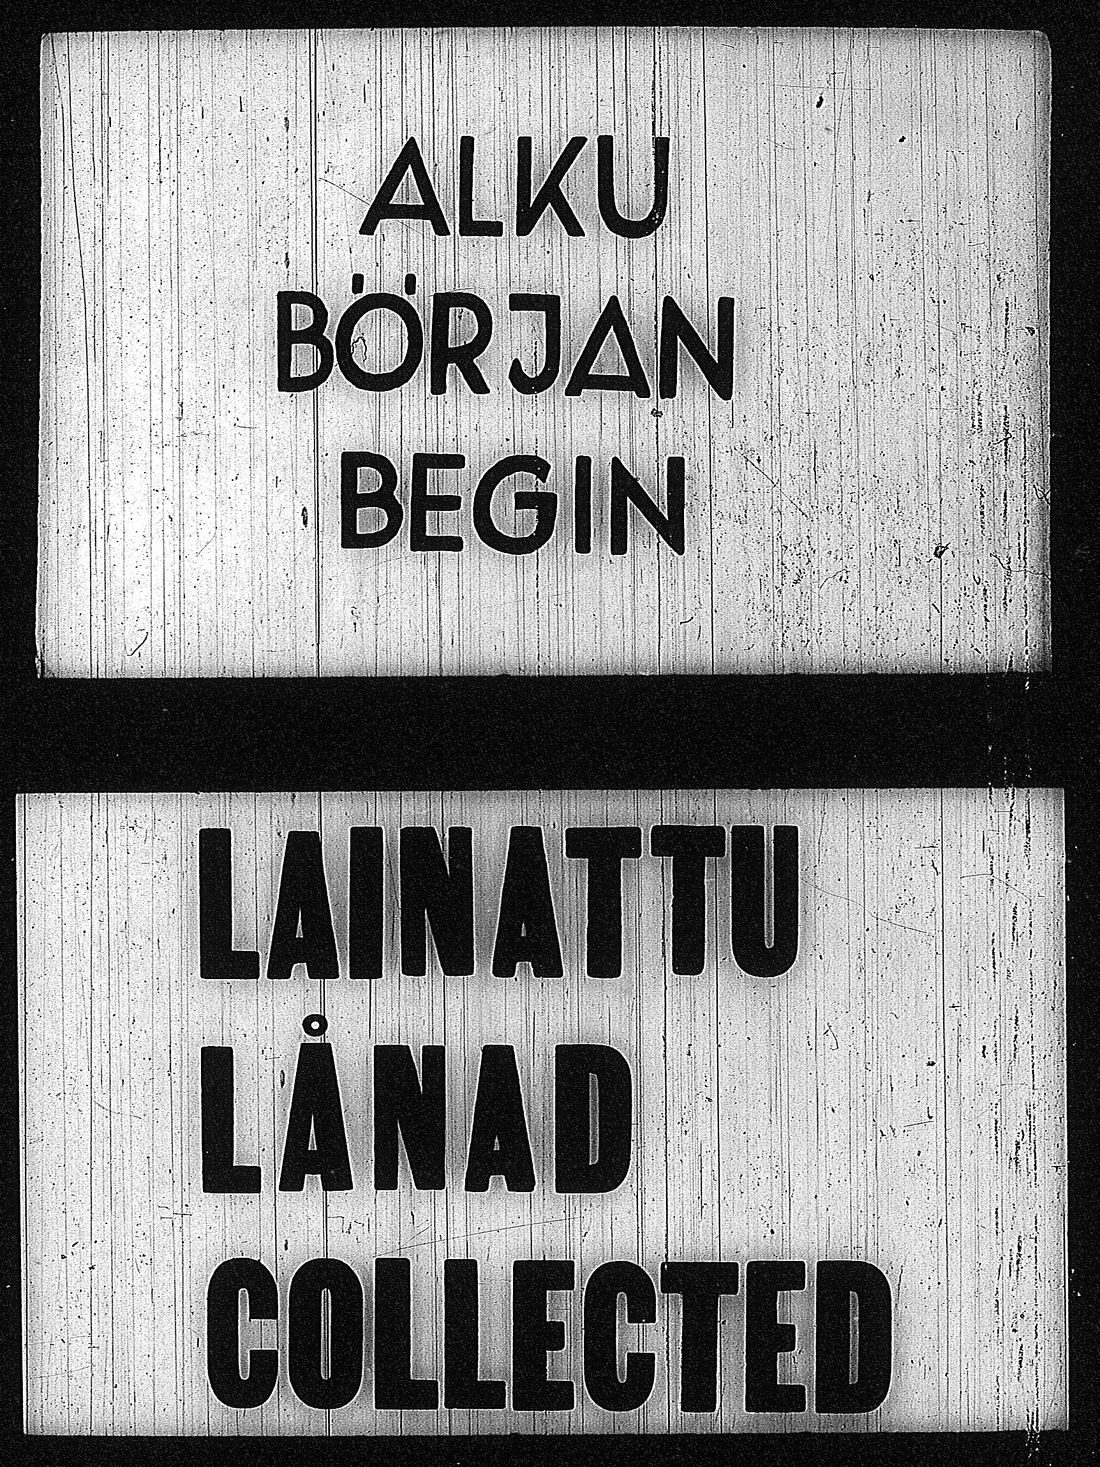 ALKU
BÖRJAN
BEGIN
LAINATTU
LÅNAD
COLLECTED